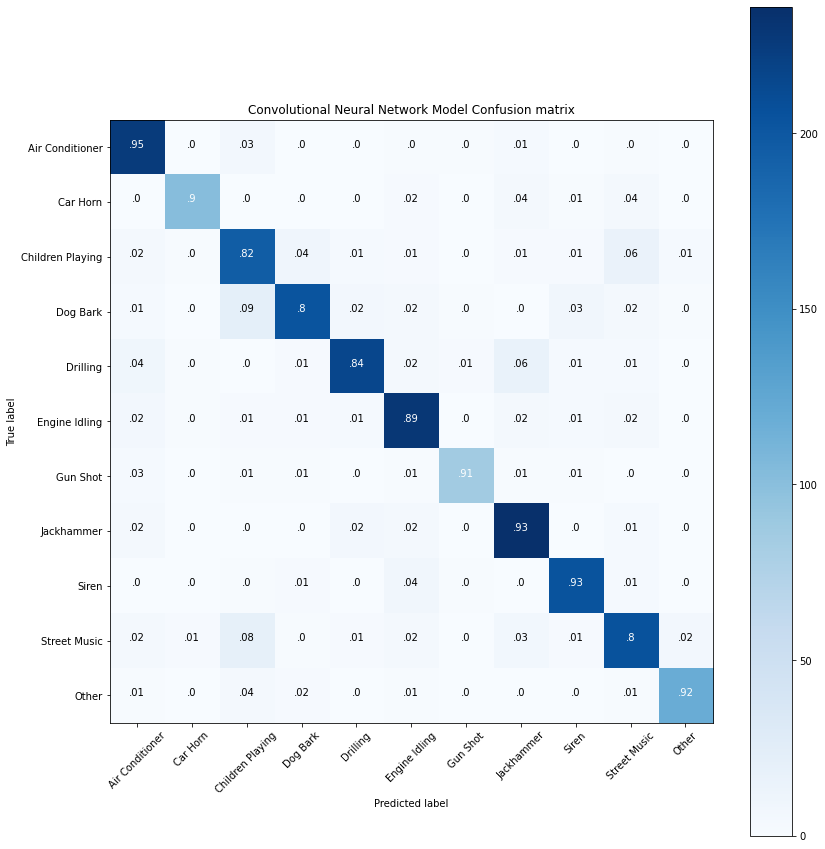 Convolutional Neural Network Model Confusion matrix
Air Conditioner .95 .0 .03 .0 .0 .0 .0 .01 .0 .0 .0
Car Horn .0 .9 .0 .0 .0 .02 .0 .04 .01 .04 .0
Children Playing .02 .0 .82 .04 .01 .01 .0 .01 .01 .06 .01
Dog Bark .01 .0 .09 .8 .02 .02 .0 .0 .03 .02 .0
Drilling .04 .0 .0 .01 .84 .02 .01 .06 .01 .01 .0
Engine Idling .02 .0 .01 .01 .01 .89 .0 .02 .01 .02 .0
Gun Shot .03 .0 .01 .01 .0 .01 .91 .01 .01 .0 .0
Jackhammer .02 .0 .0 .0 .02 .02 .0 .93 .0 .01 .0
Siren .0 .0 .0 .01 .0 .04 .0 .0 .93 .01 .0
Street Music .02 .01 .08 .0 .01 .02 .0 .03 .01 .8 .02
Other .01 .0 .04 .02 .0 .01 .0 .0 .0 .01 .92
True label
Air Conditioner Car Horn Children Playing Dog Bark Drilling Engine Idling Gun Shot Jackhammer Siren Street Music Other
Predicted label
200
150
100
50
0